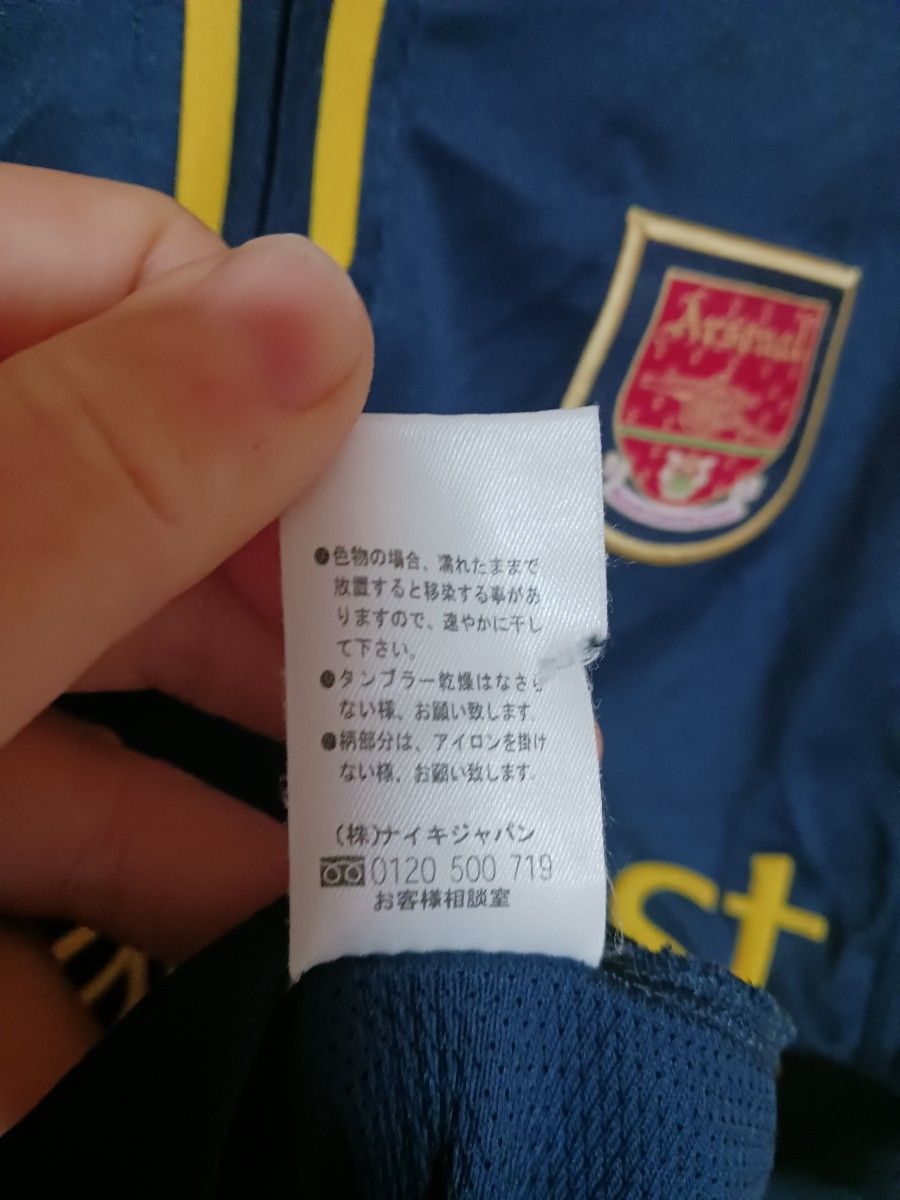 Arsenal
●色物の場合、濡れたままで
放置すると移染する事があ
りますので、速やかに干し
て下さい。
●タンブラー乾燥はなさら
ない様、お願い致します。
●柄部分は、アイロンを掛け
ない様、お願い致します。
(株)ナイキジャパン
0120 500 719
お客様相談室
st